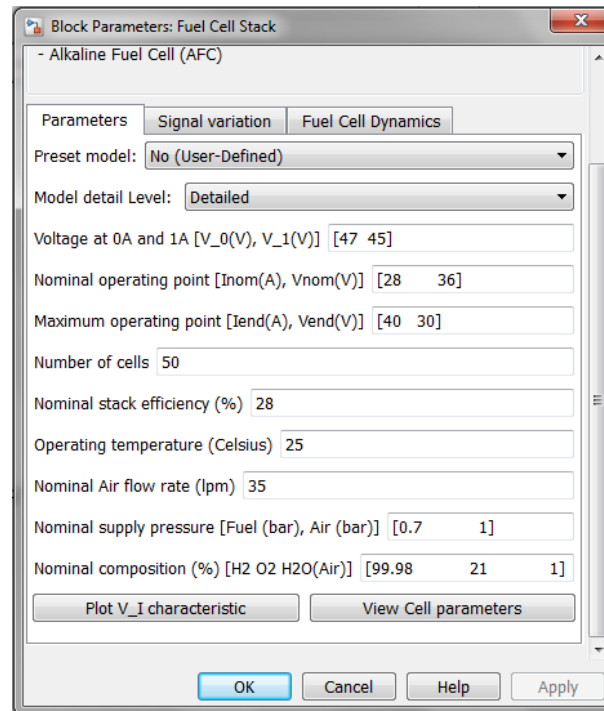 Block Parameters: Fuel Cell Stack
- Alkaline Fuel Cell (AFC)
Parameters Signal variation Fuel Cell Dynamics
Preset model: No (User-Defined)
Model detail Level: Detailed
Voltage at 0A and 1A [V_0(V), V_1(V)] [47 45]
Nominal operating point [Inom(A), Vnom(V)] [28 36]
Maximum operating point [Iend(A), Vend(V)] [40 30]
Number of cells 50
Nominal stack efficiency (%) 28
Operating temperature (Celsius) 25
Nominal Air flow rate (lpm) 35
Nominal supply pressure [Fuel (bar), Air (bar)] [0.7 1]
Nominal composition (%) [H2 O2 H2O(Air)] [99.98 21 1]
Plot V_I characteristic View Cell parameters
OK Cancel Help Apply